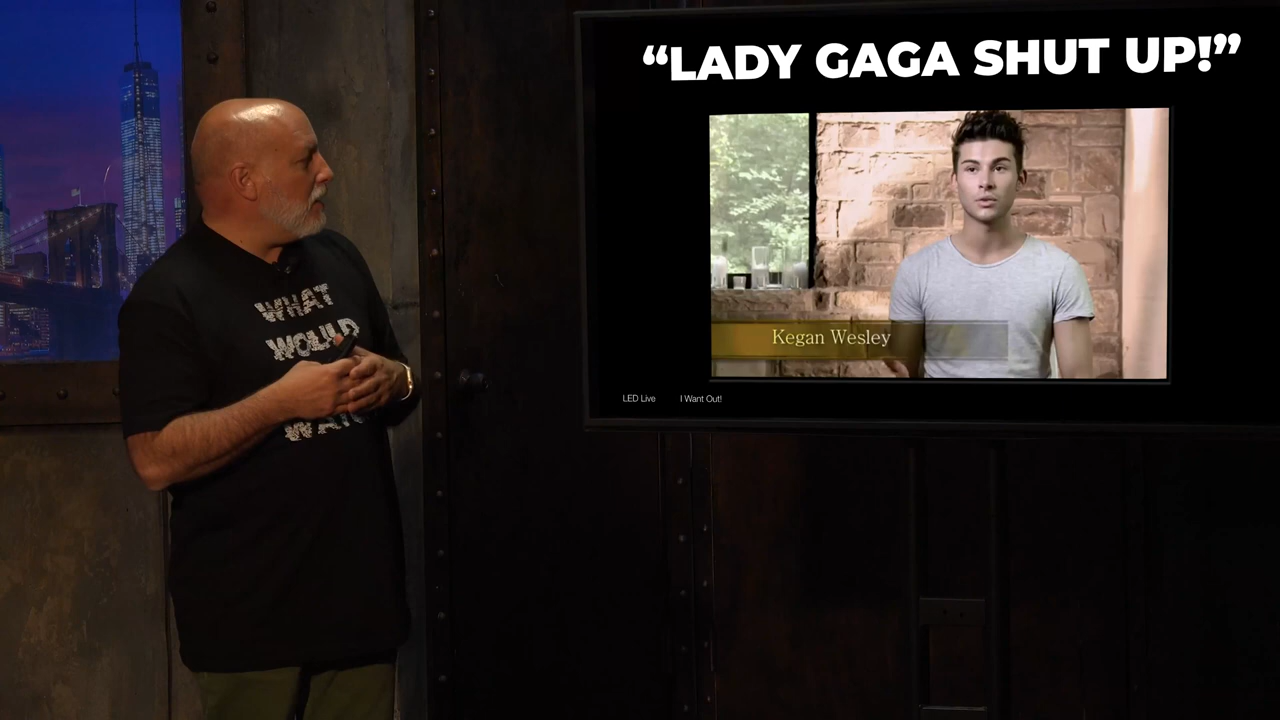 “LADY GAGA SHUT UP!”
Kegan Wesley
LED Live I Want Out!
WHAT
WOULD